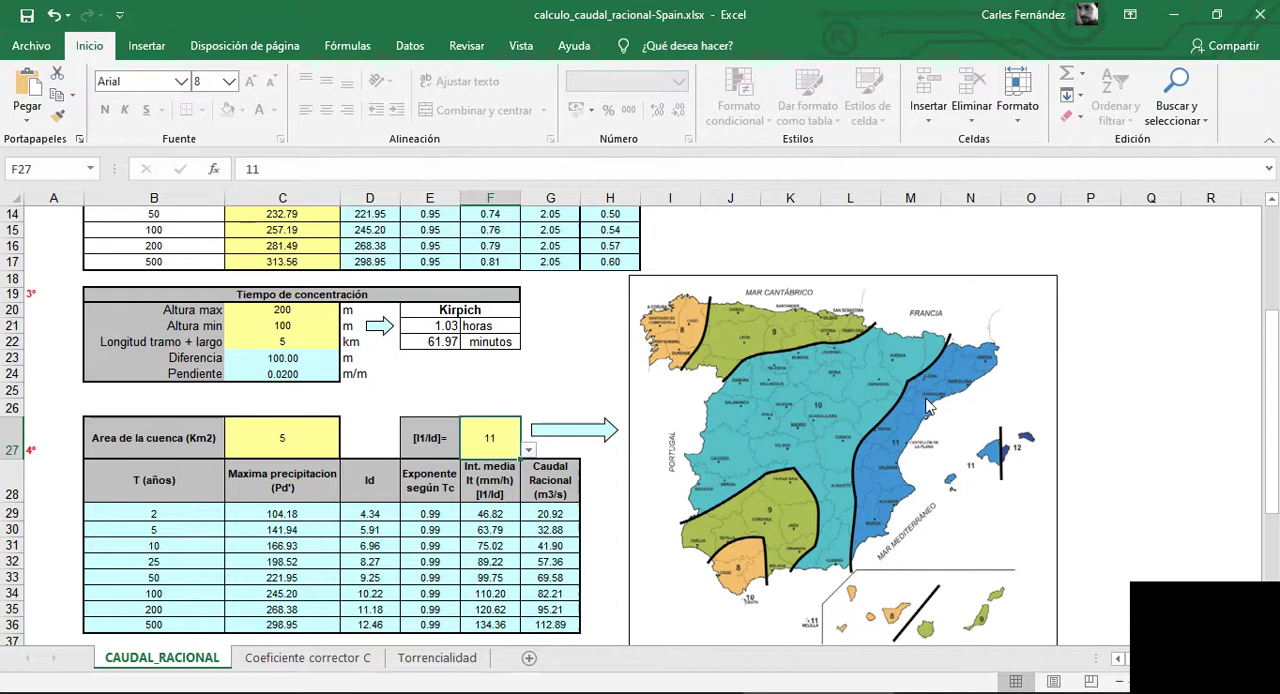 calculo_caudal_racional-Spain.xlsx - Excel
Carles Fernández
Archivo Inicio Insertar Disposición de página Fórmulas Datos Revisar Vista Ayuda ¿Qué desea hacer? Compartir
Pegar
Arial 8
N K S
Ajustar texto
Combinar y centrar
% 000
Formato condicional
Dar formato como tabla
Estilos de celda
Insertar Eliminar Formato
Ordenar y filtrar
Buscar y seleccionar
Portapapeles Fuente Alineación Número Estilos Celdas Edición
F27 fx 11
A B C D E F G H I J K L M N O P Q R
14 50 232.79 221.95 0.95 0.74 2.05 0.50
15 100 257.19 245.20 0.95 0.76 2.05 0.54
16 200 281.49 268.38 0.95 0.79 2.05 0.57
17 500 313.56 298.95 0.95 0.81 2.05 0.60
18
19 3º Tiempo de concentración
20 Altura max 200 m Kirpich
21 Altura min 100 m 1.03 horas
22 Longitud tramo + largo 5 km 61.97 minutos
23 Diferencia 100.00 m
24 Pendiente 0.0200 m/m
25
26
27 4º Area de la cuenca (Km2) 5 [I1/Id]= 11
28 T (años) Maxima precipitacion (Pd') Id Exponente según Tc Int. media It (mm/h) [I1/Id] Caudal Racional (m3/s)
29 2 104.18 4.34 0.99 46.82 20.92
30 5 141.94 5.91 0.99 63.79 32.88
31 10 166.93 6.96 0.99 75.02 41.90
32 25 198.52 8.27 0.99 89.22 57.36
33 50 221.95 9.25 0.99 99.75 69.58
34 100 245.20 10.22 0.99 110.20 82.21
35 200 268.38 11.18 0.99 120.62 95.21
36 500 298.95 12.46 0.99 134.36 112.89
37
MAR CANTÁBRICO
FRANCIA
PORTUGAL
MAR MEDITERRÁNEO
8
9
10
11
9
8
11
12
10
11
8
9
CAUDAL_RACIONAL Coeficiente corrector C Torrencialidad